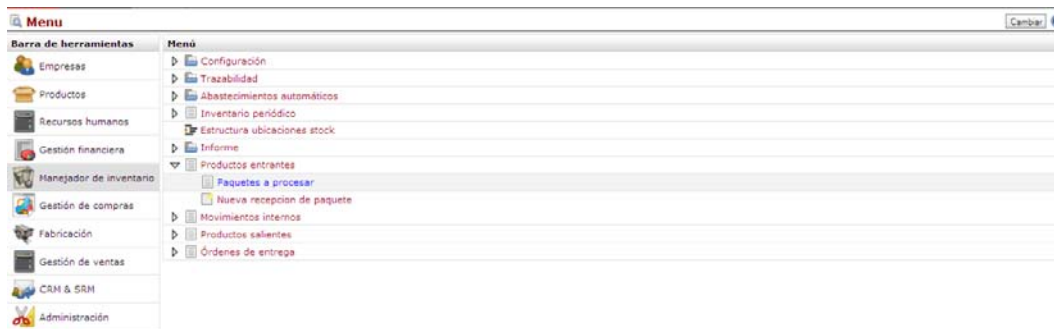 Menu
Cambiar
Barra de herramientas
Empresas
Productos
Recursos humanos
Gestión financiera
Manejador de inventario
Gestión de compras
Fabricación
Gestión de ventas
CRM & SRM
Administración
Menú
Configuración
Trazabilidad
Abastecimientos automáticos
Inventario periódico
Estructura ubicaciones stock
Informe
Productos entrantes
Paquetes a procesar
Nueva recepcion de paquete
Movimientos internos
Productos salientes
Órdenes de entrega